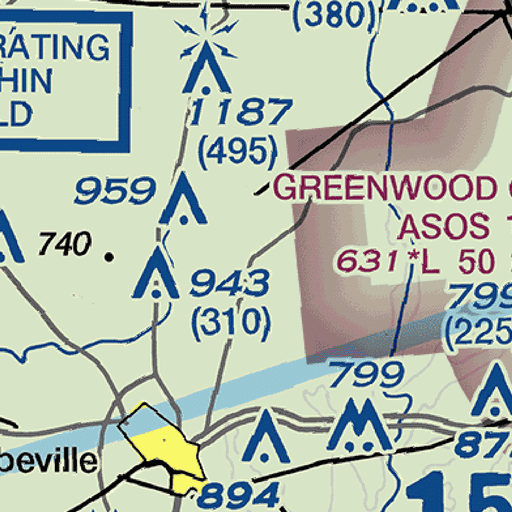 (380)
RATING
HIN
LD
1187
(495)
959
GREENWOOD
ASOS
740
631 *L 50
943
(310)
799
(225
799
beville
877
894
15